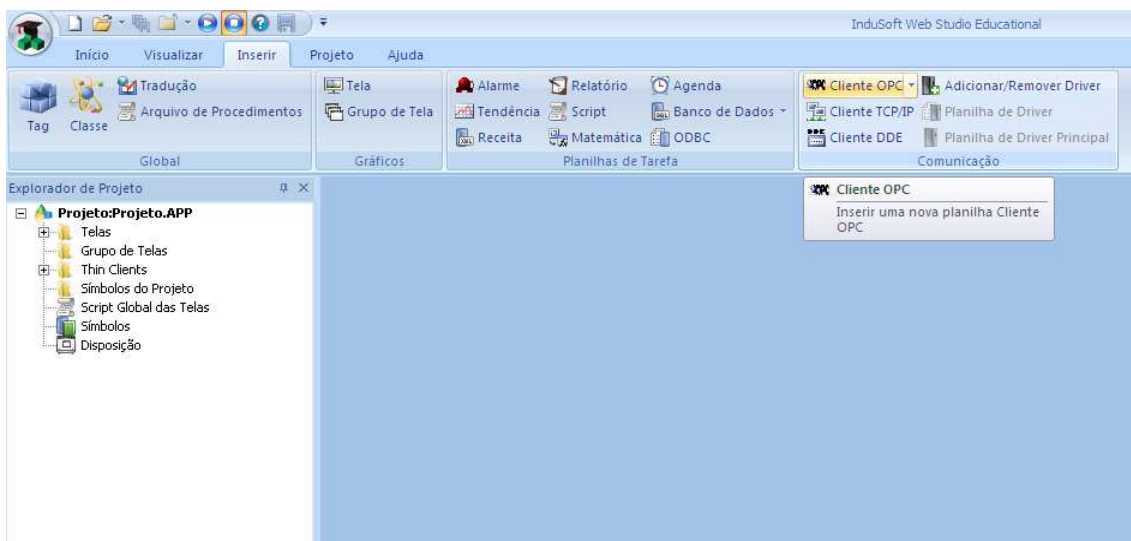 InduSoft Web Studio Educational
Início Visualizar Inserir Projeto Ajuda
Tag
Classe
Tradução
Arquivo de Procedimentos
Global
Tela
Grupo de Tela
Gráficos
Alarme Relatório Agenda
Tendência Script Banco de Dados
Receita Matemática ODBC
Planilhas de Tarefa
Cliente OPC Adicionar/Remover Driver
Cliente TCP/IP Planilha de Driver
Cliente DDE Planilha de Driver Principal
Comunicação
Explorador de Projeto
Projeto:Projeto.APP
Telas
Grupo de Telas
Thin Clients
Símbolos do Projeto
Script Global das Telas
Símbolos
Disposição
Cliente OPC
Inserir uma nova planilha Cliente
OPC